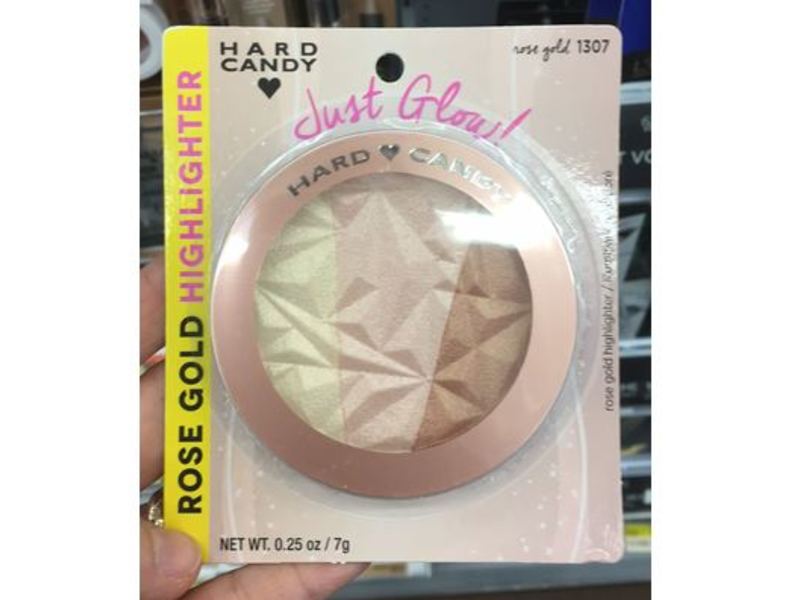 HARD
CANDY
rose gold 1307
Just Glow!
HARD CANDY
ROSE GOLD HIGHLIGHTER
rose gold highlighter /
NET WT. 0.25 oz / 7g